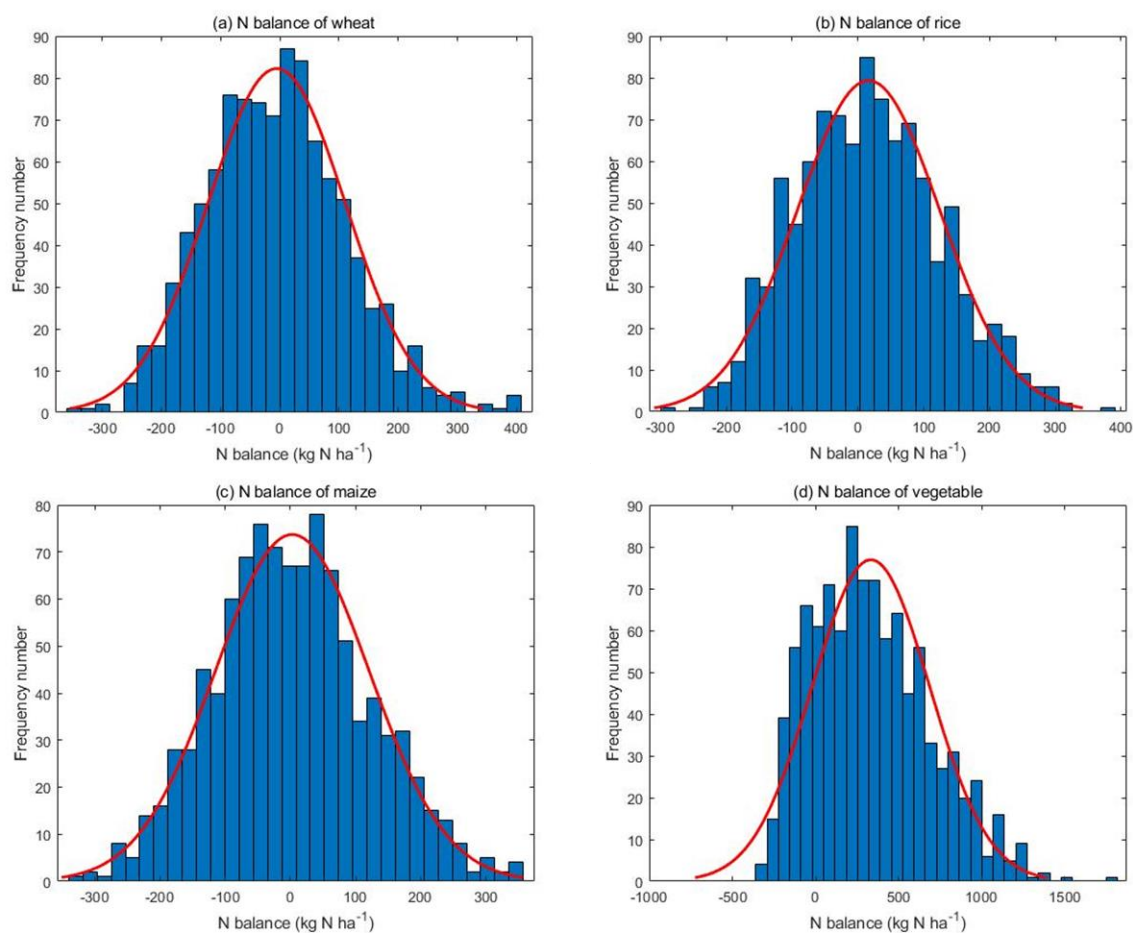 (a) N balance of wheat
90
80
70
60
50
40
30
20
10
0
Frequency number
-300 -200 -100 0 100 200 300 400
N balance (kg N ha⁻¹)
(b) N balance of rice
90
80
70
60
50
40
30
20
10
0
Frequency number
-300 -200 -100 0 100 200 300 400
N balance (kg N ha⁻¹)
(c) N balance of maize
80
70
60
50
40
30
20
10
0
Frequency number
-300 -200 -100 0 100 200 300
N balance (kg N ha⁻¹)
(d) N balance of vegetable
90
80
70
60
50
40
30
20
10
0
Frequency number
-1000 -500 0 500 1000 1500
N balance (kg N ha⁻¹)